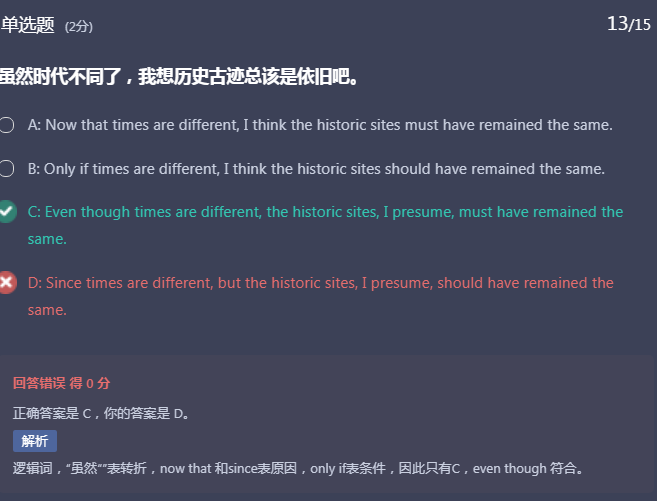 单选题 (2分) 13/15
虽然时代不同了，我想历史古迹总该是依旧吧。
A: Now that times are different, I think the historic sites must have remained the same.
B: Only if times are different, I think the historic sites should have remained the same.
C: Even though times are different, the historic sites, I presume, must have remained the
same.
D: Since times are different, but the historic sites, I presume, should have remained the
same.
回答错误 得 0 分
正确答案是 C，你的答案是 D。
解析
逻辑词，“虽然””表转折，now that 和since表原因，only if表条件，因此只有C，even though 符合。